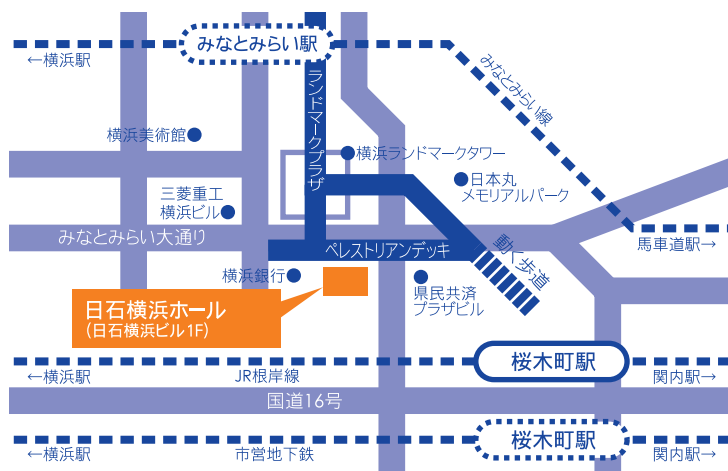 みなとみらい駅
←横浜駅
みなとみらい線
ランドマークプラザ
横浜美術館
横浜ランドマークタワー
三菱重工
横浜ビル
日本丸
メモリアルパーク
みなとみらい大通り
馬車道駅→
ペレストリアンデッキ
動く歩道
横浜銀行
県民共済
プラザビル
日石横浜ホール
(日石横浜ビル1F)
桜木町駅
←横浜駅
JR根岸線
関内駅→
国道16号
桜木町駅
←横浜駅
市営地下鉄
関内駅→